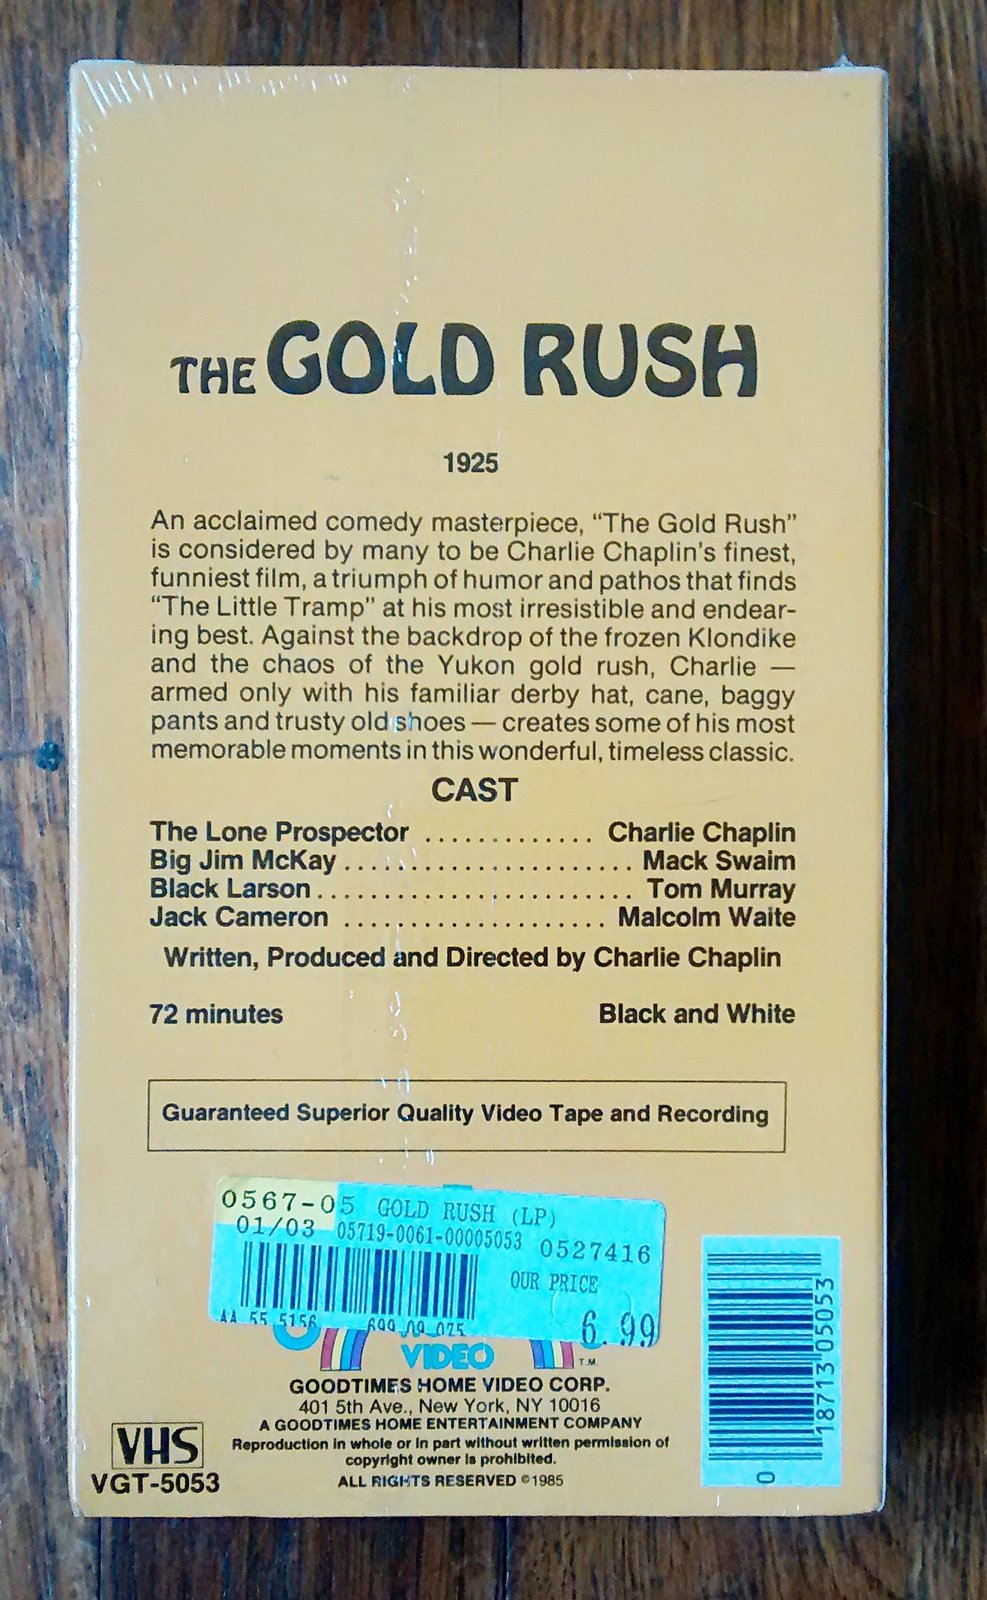 THE GOLD RUSH
1925
An acclaimed comedy masterpiece, “The Gold Rush”
is considered by many to be Charlie Chaplin’s finest,
funniest film, a triumph of humor and pathos that finds
“The Little Tramp” at his most irresistible and endear-
ing best. Against the backdrop of the frozen Klondike
and the chaos of the Yukon gold rush, Charlie —
armed only with his familiar derby hat, cane, baggy
pants and trusty old shoes — creates some of his most
memorable moments in this wonderful, timeless classic.
CAST
The Lone Prospector ............. Charlie Chaplin
Big Jim McKay ...................... Mack Swaim
Black Larson ........................ Tom Murray
Jack Cameron .................... Malcolm Waite
Written, Produced and Directed by Charlie Chaplin
72 minutes Black and White
Guaranteed Superior Quality Video Tape and Recording
0567-05 GOLD RUSH (LP)
01/03 05719-0061-00005053 0527416
OUR PRICE
AA 55 5156 699 09 075 6.99
VIDEO T.M.
GOODTIMES HOME VIDEO CORP.
401 5th Ave., New York, NY 10016
A GOODTIMES HOME ENTERTAINMENT COMPANY
Reproduction in whole or in part without written permission of
copyright owner is prohibited.
ALL RIGHTS RESERVED ©1985
VHS
VGT-5053
0 18713 05053